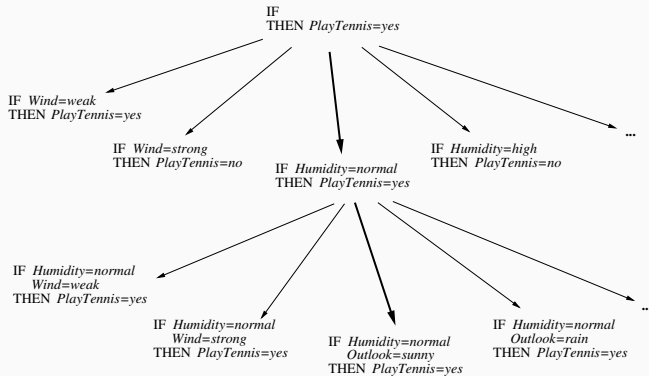 IF
THEN PlayTennis=yes
IF Wind=weak
THEN PlayTennis=yes
IF Wind=strong
THEN PlayTennis=no
IF Humidity=normal
THEN PlayTennis=yes
IF Humidity=high
THEN PlayTennis=no
...
IF Humidity=normal
Wind=weak
THEN PlayTennis=yes
IF Humidity=normal
Wind=strong
THEN PlayTennis=yes
IF Humidity=normal
Outlook=sunny
THEN PlayTennis=yes
IF Humidity=normal
Outlook=rain
THEN PlayTennis=yes
..